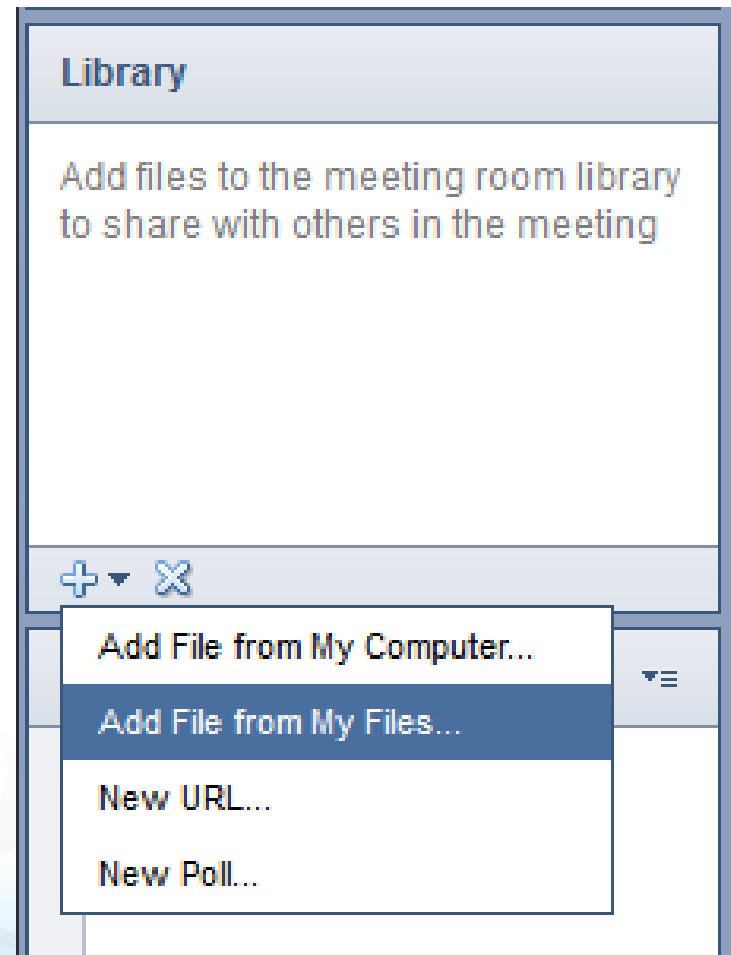 Library
Add files to the meeting room library
to share with others in the meeting
Add File from My Computer...
Add File from My Files...
New URL...
New Poll...